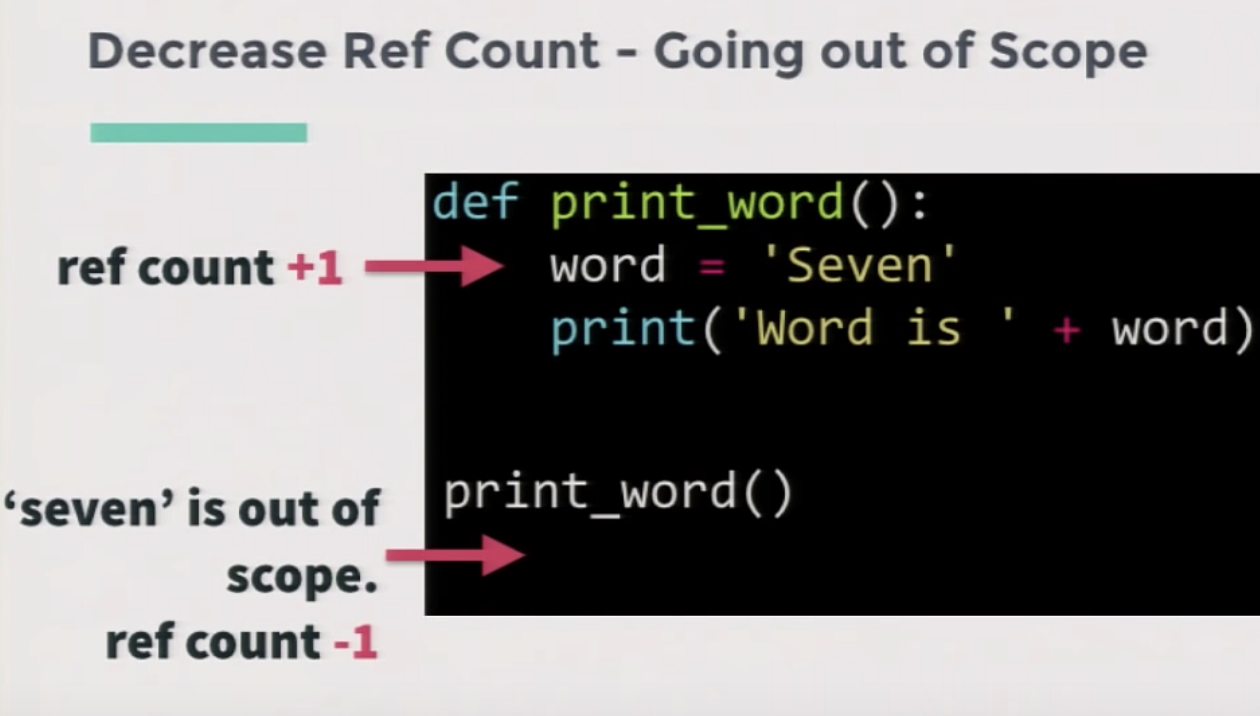 Decrease Ref Count - Going out of Scope
def print_word():
ref count +1
word = 'Seven'
print('Word is ' + word)
print_word()
‘seven’ is out of
scope.
ref count -1